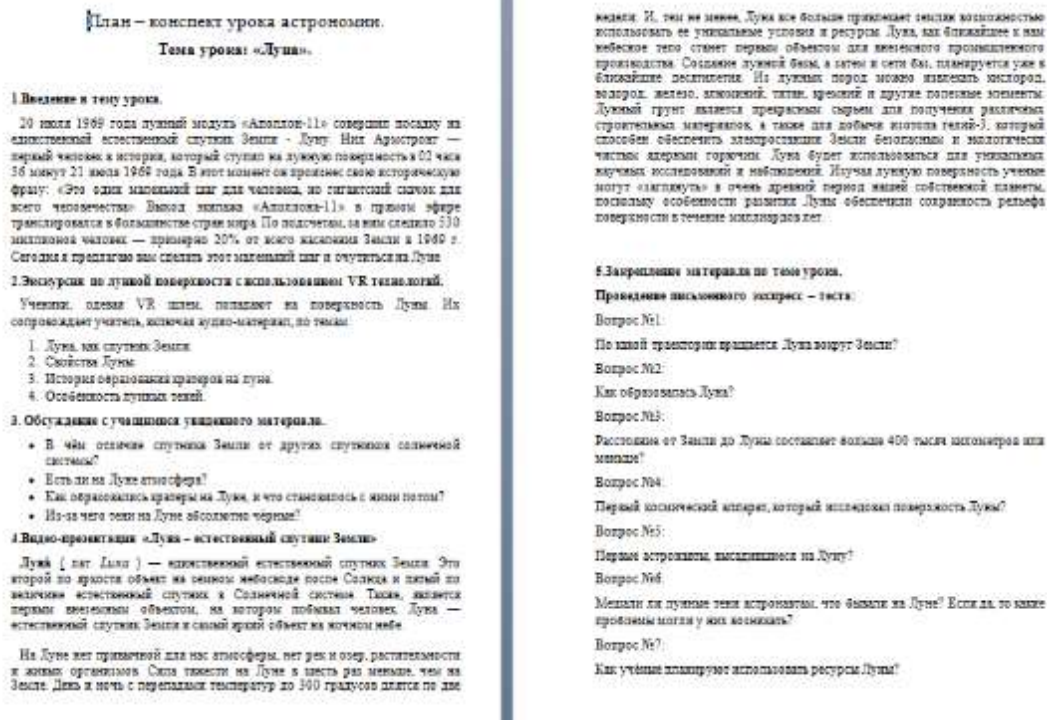 План – конспект урока астрономии.
Тема урока: «Луна».
1.Введение в тему урока.
20 июля 1969 года лунный модуль «Аполлон-11» совершил посадку на
единственный естественный спутник Земли - Луну. Нил Армстронг —
первый человек в истории, который ступил на лунную поверхность в 02 часа
56 минут 21 июля 1969 года. В этот момент он произнес свою историческую
фразу: «Это один маленький шаг для человека, но гигантский скачок для
всего человечества» Выход экипажа «Аполлона-11» в прямом эфире
транслировался в большинстве стран мира. По подсчетам, за ним следило 530
миллионов человек — примерно 20% от всего населения Земли в 1969 г.
Сегодня я предлагаю вам сделать этот маленький шаг и очутиться на Луне
2.Экскурсия по лунной поверхности с использованием VR технологий.
Ученики, одевая VR шлем, попадают на поверхность Луны. Их
сопровождает учитель, включая аудио-материал, по темам:
1. Луна, как спутник Земли
2. Свойства Луны
3. История образования кратеров на луне.
4. Особенность лунных теней.
3. Обсуждение с учащимися увиденного материала.
• В чём отличие спутника Земли от других спутников солнечной
системы?
• Есть ли на Луне атмосфера?
• Как образовались кратеры на Луне, и что становилось с ними потом?
• Из-за чего тени на Луне абсолютно чёрные?
4.Видео-презентация «Луна – естественный спутник Земли»
Луна́ ( лат Luna ) — единственный естественный спутник Земли. Это
второй по яркости объект на земном небосводе после Солнца и пятый по
величине естественный спутник в Солнечной системе. Также, является
первым внеземным объектом, на котором побывал человек. Луна —
естественный спутник Земли и самый яркий объект на ночном небе.
На Луне нет привычной для нас атмосферы, нет рек и озер, растительности
и живых организмов. Сила тяжести на Луне в шесть раз меньше, чем на
Земле. День и ночь с перепадами температур до 300 градусов длятся по две
недели. И, тем не менее, Луна все больше привлекает землян возможностью
использовать ее уникальные условия и ресурсы. Луна, как ближайшее к нам
небесное тело станет первым объектом для внеземного промышленного
производства. Создание лунной базы, а затем и сети баз, планируется уже в
ближайшие десятилетия. Из лунных пород можно извлекать кислород,
водород, железо, алюминий, титан, кремний и другие полезные элементы.
Лунный грунт является прекрасным сырьем для получения различных
строительных материалов, а также для добычи изотопа гелий-3, который
способен обеспечить электростанции Земли безопасным и экологически
чистым ядерным горючим. Луна будет использоваться для уникальных
научных исследований и наблюдений. Изучая лунную поверхность ученые
могут «заглянуть» в очень древний период нашей собственной планеты,
поскольку особенности развития Луны обеспечили сохранность рельефа
поверхности в течение миллиардов лет.
5.Закрепление материала по теме урока.
Проведение письменного экспресс – теста:
Вопрос №1:
По какой траектории вращается Луна вокруг Земли?
Вопрос №2:
Как образовалась Луна?
Вопрос №3:
Расстояние от Земли до Луны составляет больше 400 тысяч километров или
меньше?
Вопрос №4:
Первый космический аппарат, который исследовал поверхность Луны?
Вопрос №5:
Первые астронавты, высадившиеся на Луну?
Вопрос №6.
Мешали ли лунные тени астронавтам, что бывали на Луне? Если да, то какие
проблемы могли у них возникать?
Вопрос №7:
Как учёные планируют использовать ресурсы Луны?